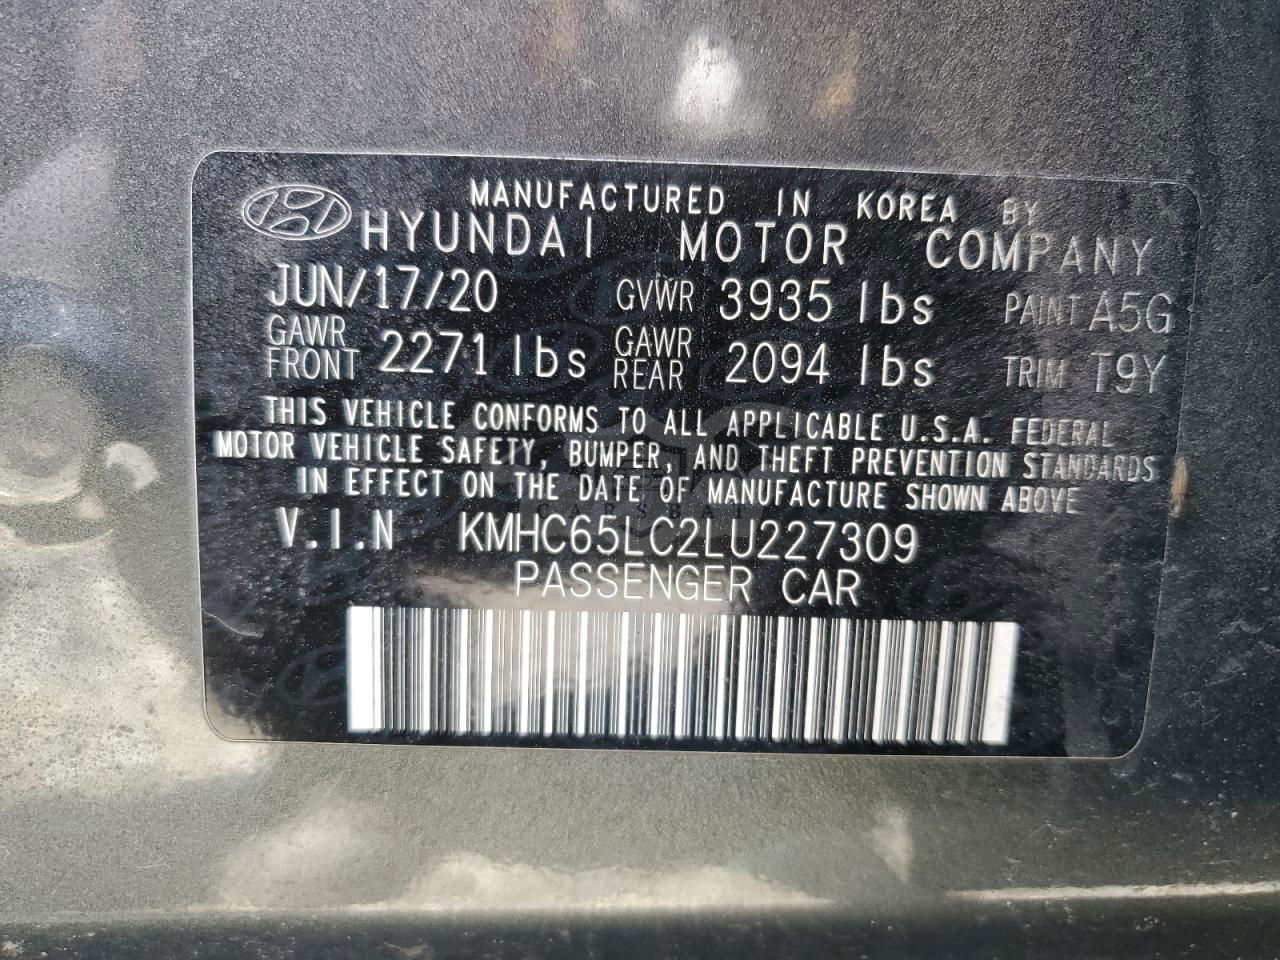 MANUFACTURED IN KOREA BY
HYUNDAI MOTOR COMPANY
JUN/17/20 GVWR 3935 lbs PAINT A5G
GAWR FRONT 2271 lbs GAWR REAR 2094 lbs TRIM T9Y
THIS VEHICLE CONFORMS TO ALL APPLICABLE U.S.A. FEDERAL
MOTOR VEHICLE SAFETY, BUMPER, AND THEFT PREVENTION STANDARDS
IN EFFECT ON THE DATE OF MANUFACTURE SHOWN ABOVE
V.I.N KMHC65LC2LU227309
PASSENGER CAR